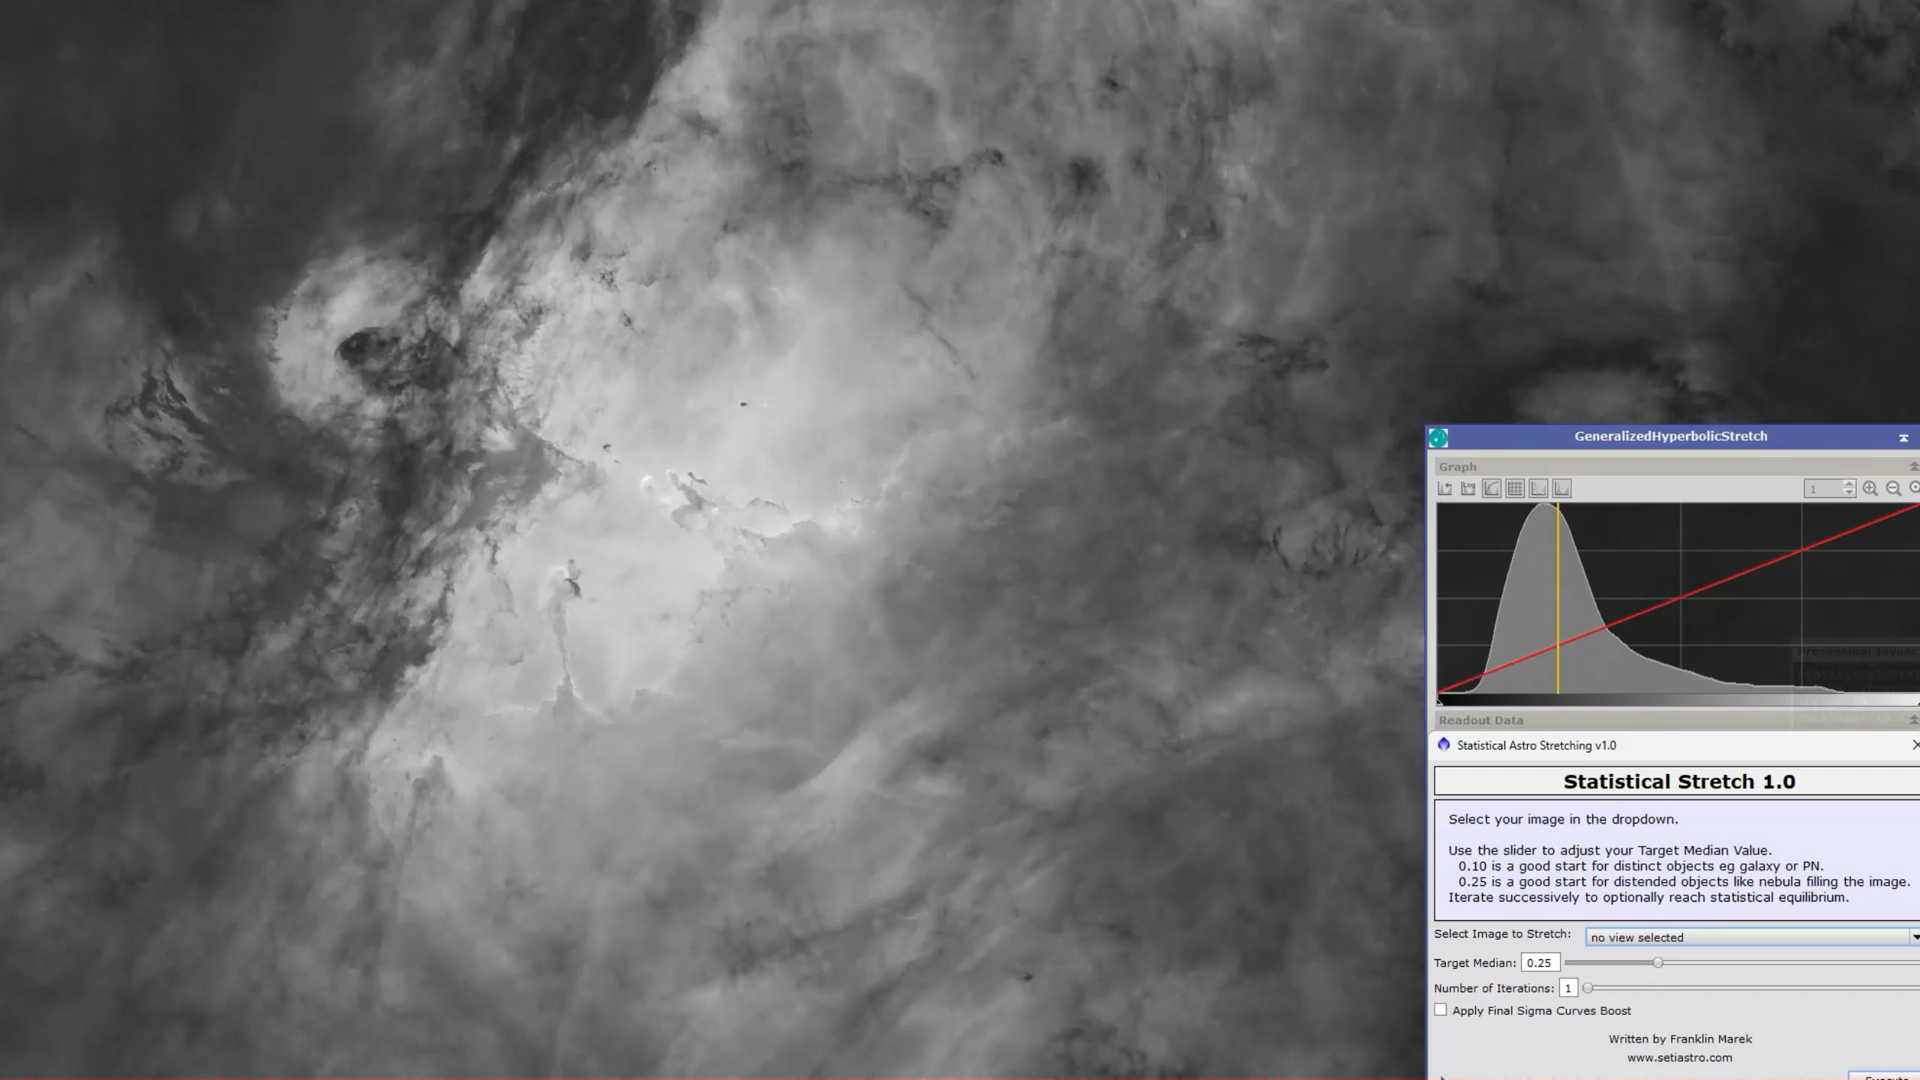 GeneralizedHyperbolicStretch
Graph
1
Readout Data
Statistical Astro Stretching v1.0
Statistical Stretch 1.0
Select your image in the dropdown.
Use the slider to adjust your Target Median Value.
0.10 is a good start for distinct objects eg galaxy or PN.
0.25 is a good start for distended objects like nebula filling the image.
Iterate successively to optionally reach statistical equilibrium.
Select Image to Stretch: no view selected
Target Median: 0.25
Number of Iterations: 1
Apply Final Sigma Curves Boost
Written by Franklin Marek
www.setiastro.com